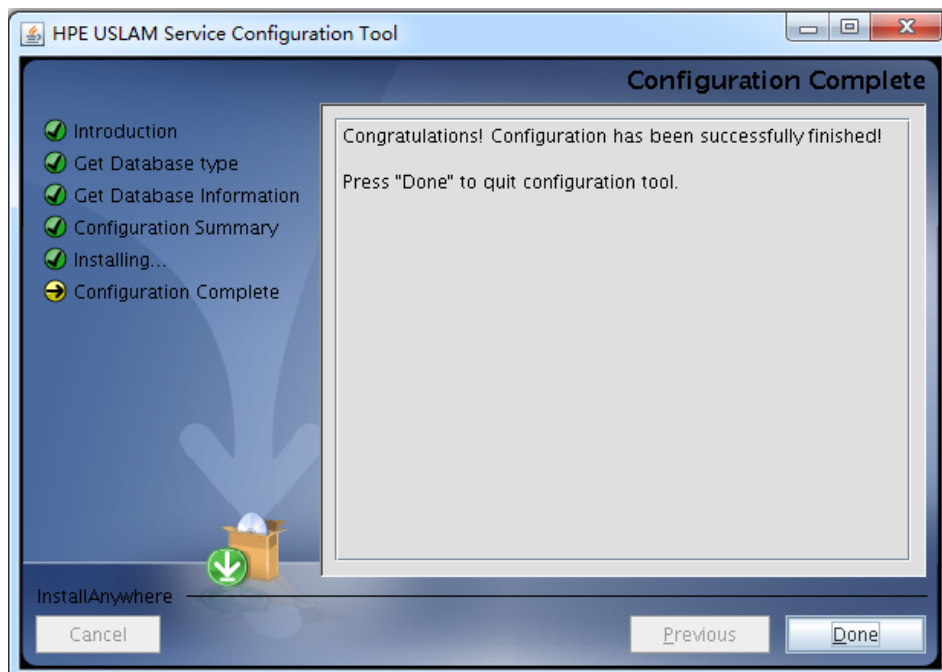 HPE USLAM Service Configuration Tool
Configuration Complete
Introduction
Get Database type
Get Database Information
Configuration Summary
Installing...
Configuration Complete
Congratulations! Configuration has been successfully finished!
Press "Done" to quit configuration tool.
InstallAnywhere
Cancel
Previous
Done